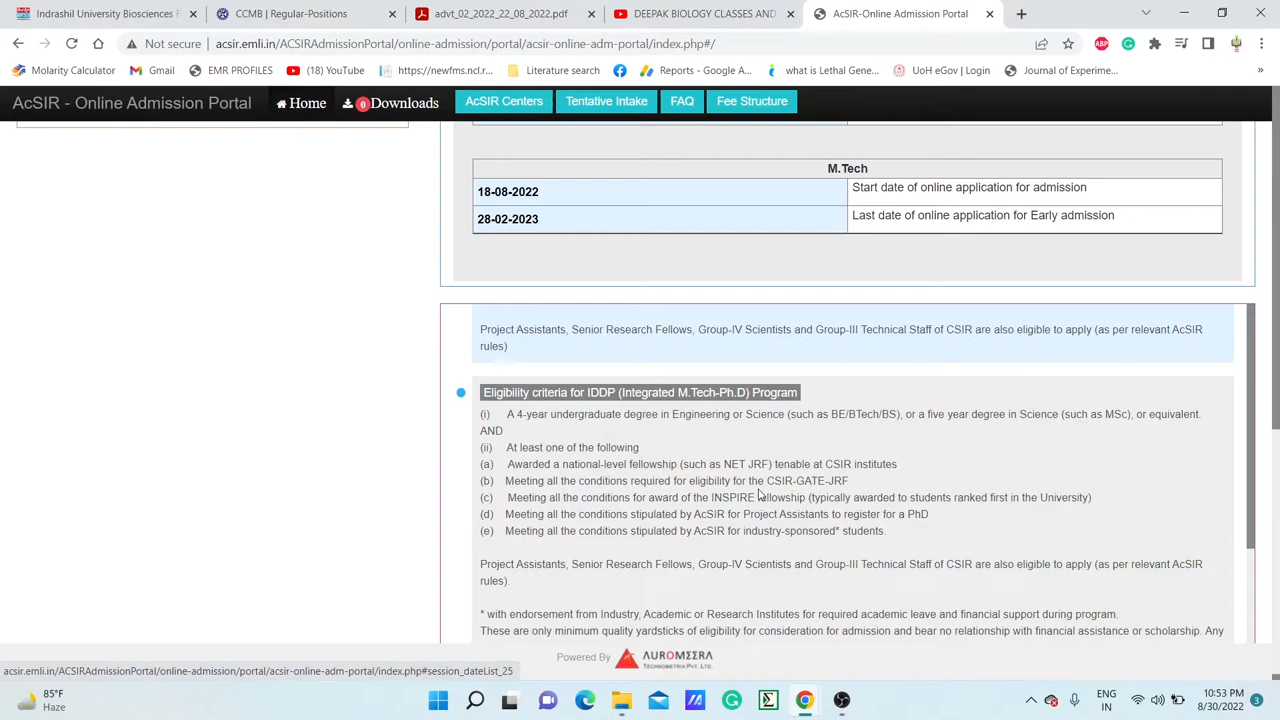 Indrashil University Biosciences F
CCMB | Regular-Positions
advt_02_2022_22_08_2022.pdf
DEEPAK BIOLOGY CLASSES AND
AcSIR-Online Admission Portal
Not secure
acsir.emli.in/ACSIRAdmissionPortal/online-admission/portal/acsir-online-adm-portal/index.php#/
Molarity Calculator
Gmail
EMR PROFILES
(18) YouTube
https://newfms.ncl.r...
Literature search
Reports - Google A...
what is Lethal Gene...
UoH eGov | Login
Journal of Experime...
»
AcSIR - Online Admission Portal
Home
0 Downloads
AcSIR Centers
Tentative Intake
FAQ
Fee Structure
M.Tech
18-08-2022 Start date of online application for admission
28-02-2023 Last date of online application for Early admission
Project Assistants, Senior Research Fellows, Group-IV Scientists and Group-III Technical Staff of CSIR are also eligible to apply (as per relevant AcSIR
rules)
Eligibility criteria for IDDP (Integrated M.Tech-Ph.D) Program
(i) A 4-year undergraduate degree in Engineering or Science (such as BE/BTech/BS), or a five year degree in Science (such as MSc), or equivalent.
AND
(ii) At least one of the following
(a) Awarded a national-level fellowship (such as NET JRF) tenable at CSIR institutes
(b) Meeting all the conditions required for eligibility for the CSIR-GATE-JRF
(c) Meeting all the conditions for award of the INSPIRE fellowship (typically awarded to students ranked first in the University)
(d) Meeting all the conditions stipulated by AcSIR for Project Assistants to register for a PhD
(e) Meeting all the conditions stipulated by AcSIR for industry-sponsored* students.
Project Assistants, Senior Research Fellows, Group-IV Scientists and Group-III Technical Staff of CSIR are also eligible to apply (as per relevant AcSIR
rules).
* with endorsement from Industry, Academic or Research Institutes for required academic leave and financial support during program.
These are only minimum quality yardsticks of eligibility for consideration for admission and bear no relationship with financial assistance or scholarship. Any
Powered By
AUROMEERA
TECHNOMETRIX PVT. LTD.
acsir.emli.in/ACSIRAdmissionPortal/online-admission/portal/acsir-online-adm-portal/index.php#session_dateList_25
85°F
Haze
ENG
IN
10:53 PM
8/30/2022
3